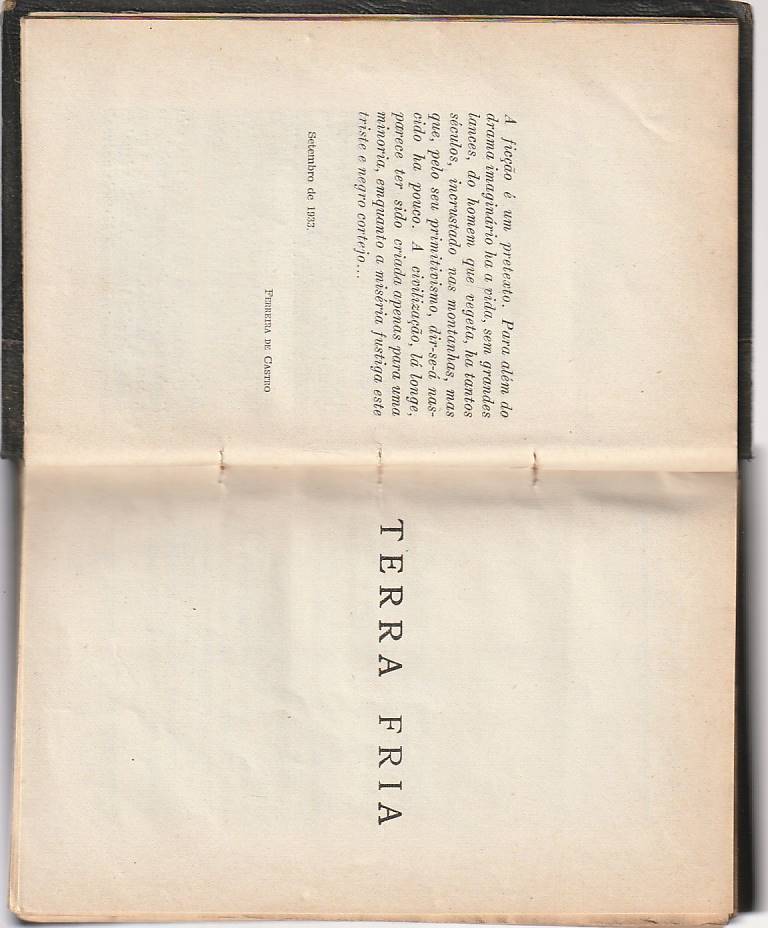 A ficção é um pretexto. Para além do
drama imaginário ha a vida, sem grandes
lances, do homem que vegeta, ha tantos
séculos, incrustado nas montanhas, mas
que, pelo seu primitivismo, dir-se-á nas-
cido ha pouco. A civilização, lá longe,
parece ter sido criada apenas para uma
minoria, emquanto a miséria fustiga este
triste e negro cortejo...
Setembro de 1933.
FERREIRA DE CASTRO
TERRA FRIA